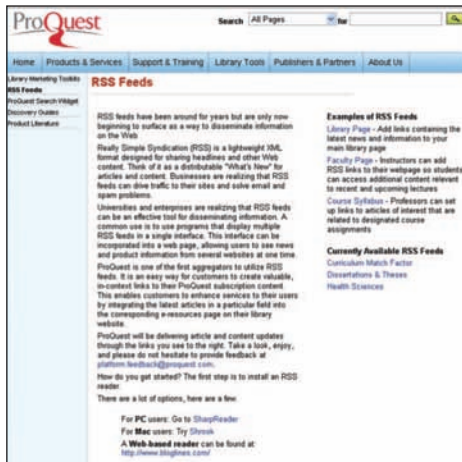 ProQuest
Search All Pages for
Home Products & Services Support & Training Library Tools Publishers & Partners About Us
Library Marketing Toolkits
RSS Feeds
ProQuest Search Widget
Discovery Guides
Product Literature
RSS Feeds
RSS feeds have been around for years but are only now
beginning to surface as a way to disseminate information
on the Web.
Really Simple Syndication (RSS) is a lightweight XML
format designed for sharing headlines and other Web
content. Think of it as a distributable "What's New" for
articles and content. Businesses are realizing that RSS
feeds can drive traffic to their sites and solve email and
spam problems.
Universities and enterprises are realizing that RSS feeds
can be an effective tool for disseminating information. A
common use is to use programs that display multiple
RSS feeds in a single interface. This interface can be
incorporated into a web page, allowing users to see news
and product information from several websites at one time.
ProQuest is one of the first aggregators to utilize RSS
feeds. It is an easy way for customers to create valuable,
in-context links to their ProQuest subscription content.
This enables customers to enhance services to their users
by integrating the latest articles in a particular field into
the corresponding e-resources page on their library
website.
ProQuest will be delivering article and content updates
through the links you see to the right. Take a look, enjoy,
and please do not hesitate to provide feedback at
platform.feedback@proquest.com.
How do you get started? The first step is to install an RSS
reader.
There are a lot of options, here are a few.
For PC users: Go to SharpReader
For Mac users: Try Shrook
A Web-based reader can be found at:
http://www.bloglines.com/
Examples of RSS Feeds
Library Page - Add links containing the
latest news and information to your
main library page
Faculty Page - Instructors can add
RSS links to their webpage so students
can access additional content relevant
to recent and upcoming lectures
Course Syllabus - Professors can set
up links to articles of interest that are
related to designated course
assignments
Currently Available RSS Feeds
Curriculum Match Factor
Dissertations & Theses
Health Sciences